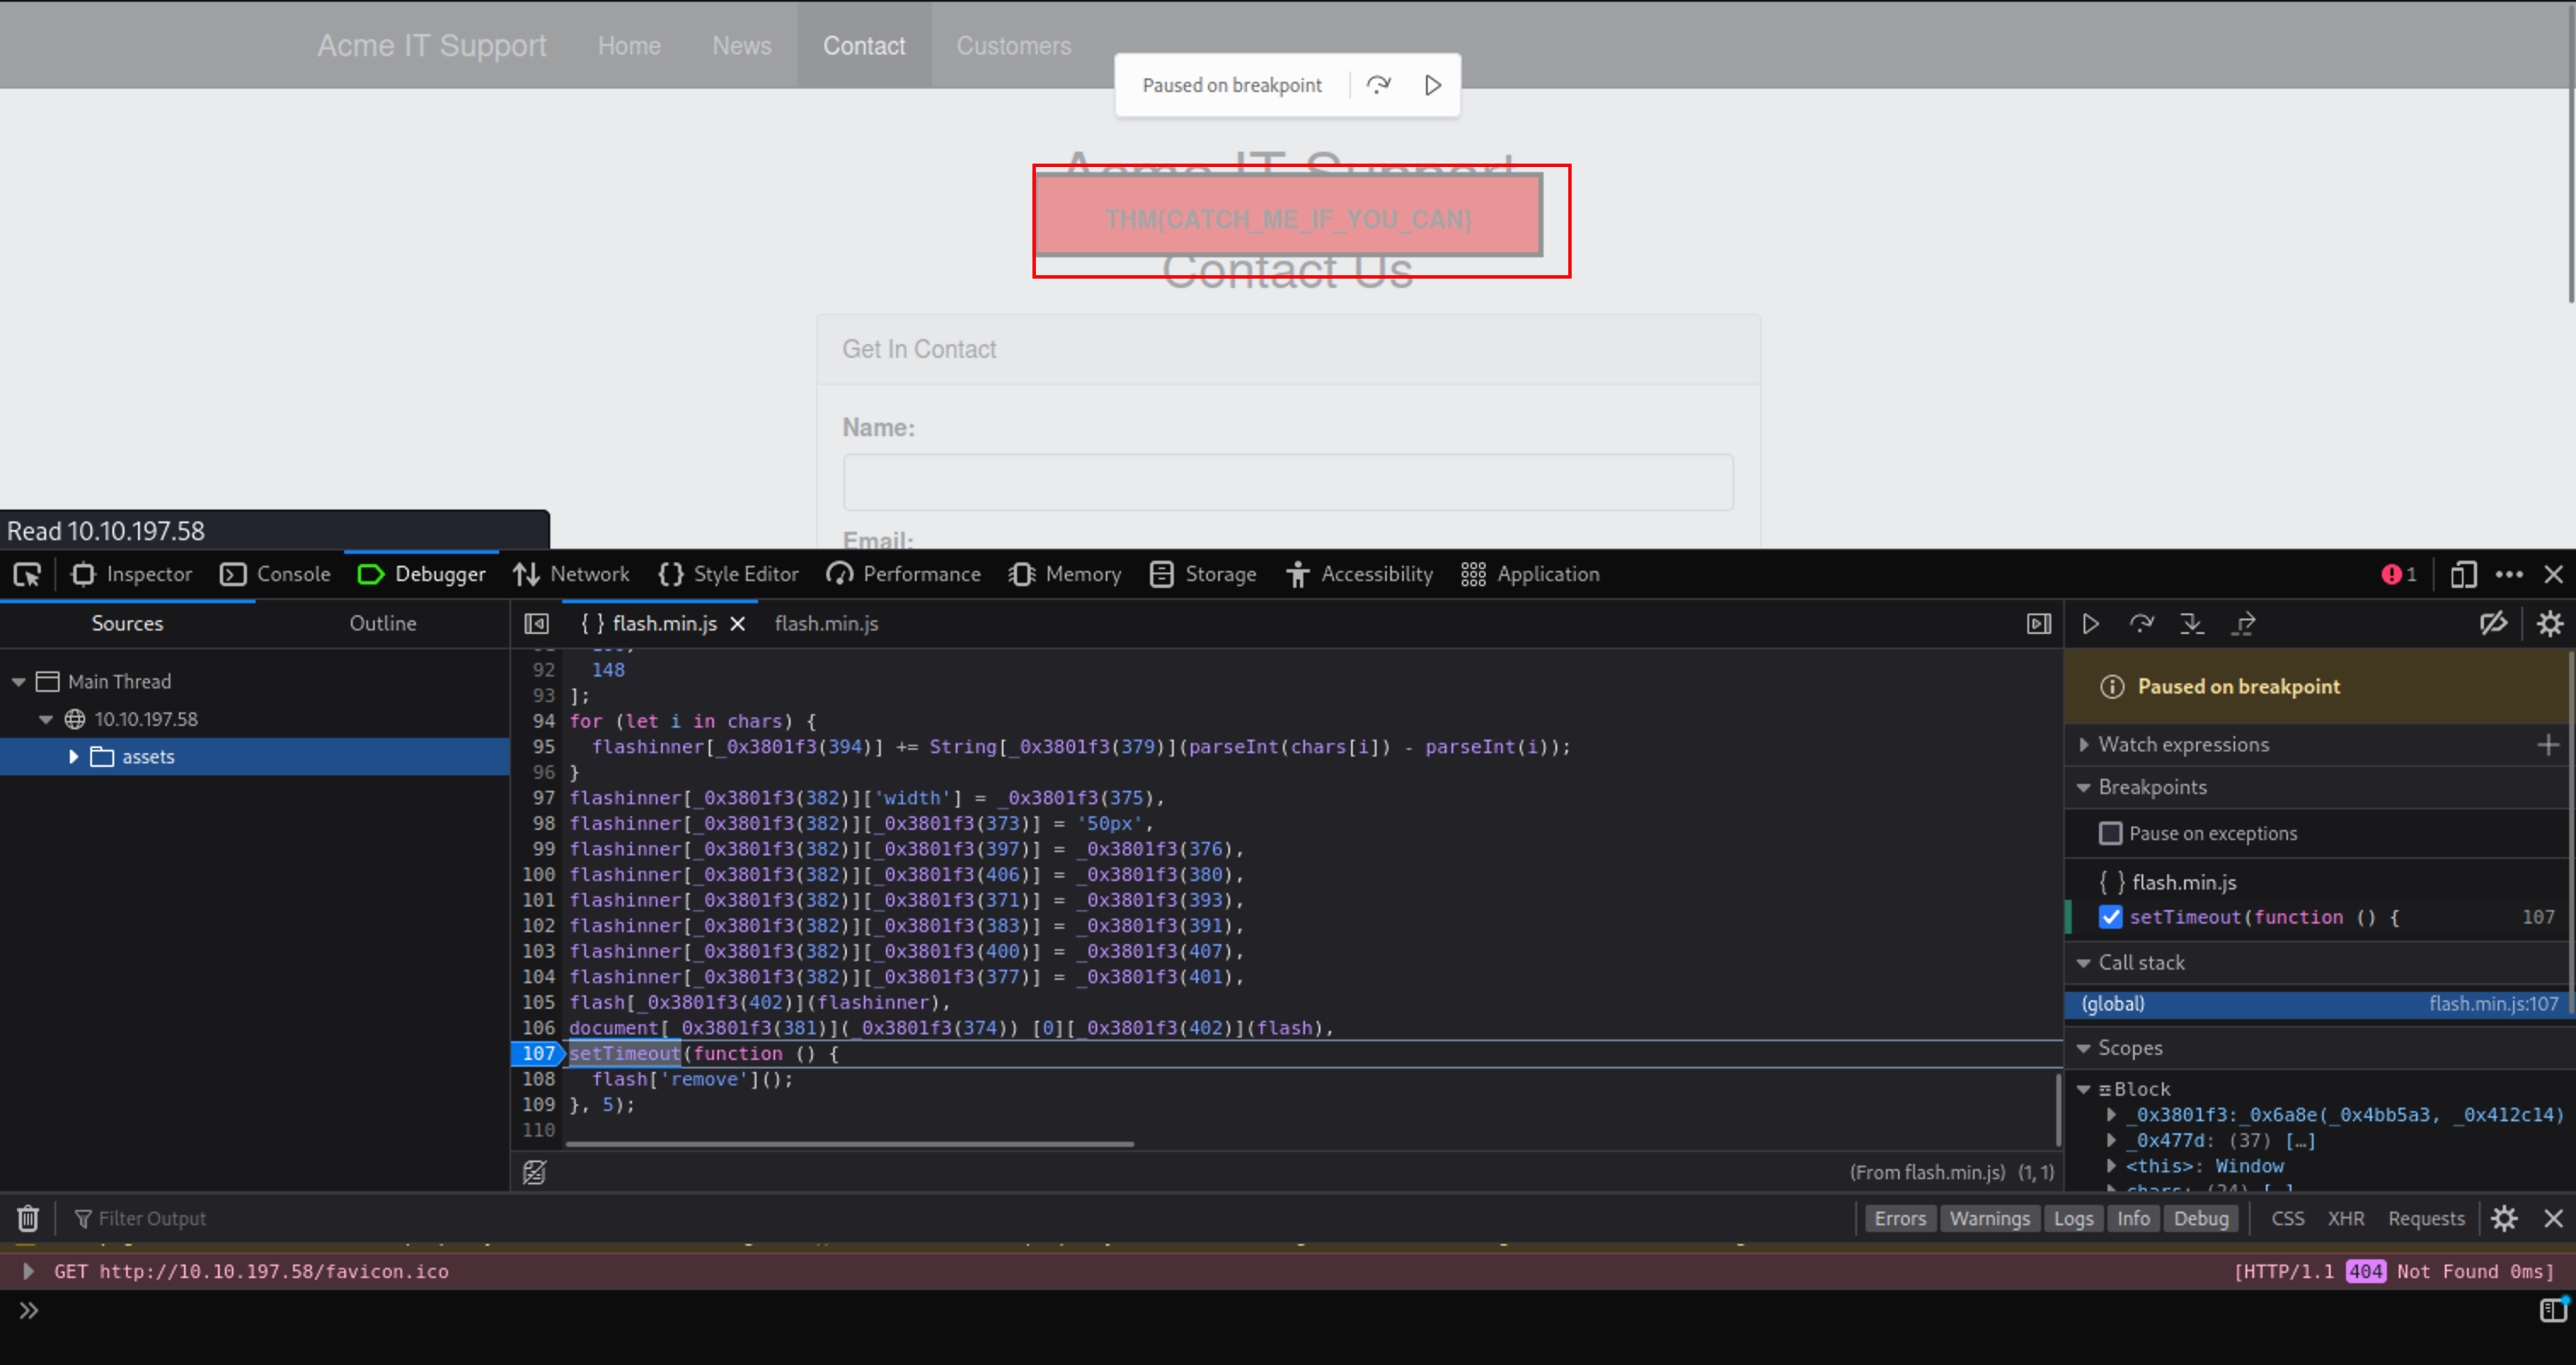 Acme IT Support Home News Contact Customers
Paused on breakpoint
Acme IT Support
THM{CATCH_ME_IF_YOU_CAN}
Contact Us
Get In Contact
Name:
Email:
Read 10.10.197.58
Inspector Console Debugger Network Style Editor Performance Memory Storage Accessibility Application 1
Sources Outline
Main Thread
10.10.197.58
assets
{ } flash.min.js flash.min.js
92 148
93 ];
94 for (let i in chars) {
95 flashinner[_0x3801f3(394)] += String[_0x3801f3(379)](parseInt(chars[i]) - parseInt(i));
96 }
97 flashinner[_0x3801f3(382)]['width'] = _0x3801f3(375),
98 flashinner[_0x3801f3(382)][_0x3801f3(373)] = '50px',
99 flashinner[_0x3801f3(382)][_0x3801f3(397)] = _0x3801f3(376),
100 flashinner[_0x3801f3(382)][_0x3801f3(406)] = _0x3801f3(380),
101 flashinner[_0x3801f3(382)][_0x3801f3(371)] = _0x3801f3(393),
102 flashinner[_0x3801f3(382)][_0x3801f3(383)] = _0x3801f3(391),
103 flashinner[_0x3801f3(382)][_0x3801f3(400)] = _0x3801f3(407),
104 flashinner[_0x3801f3(382)][_0x3801f3(377)] = _0x3801f3(401),
105 flash[_0x3801f3(402)](flashinner),
106 document[_0x3801f3(381)](_0x3801f3(374)) [0][_0x3801f3(402)](flash),
107 setTimeout(function () {
108 flash['remove']();
109 }, 5);
110
(From flash.min.js) (1, 1)
Paused on breakpoint
Watch expressions
Breakpoints
Pause on exceptions
{ } flash.min.js
setTimeout(function () { 107
Call stack
(global) flash.min.js:107
Scopes
Block
_0x3801f3: _0x6a8e(_0x4bb5a3, _0x412c14)
_0x477d: (37) […]
<this>: Window
chars: (24) […]
Filter Output Errors Warnings Logs Info Debug CSS XHR Requests
GET http://10.10.197.58/favicon.ico [HTTP/1.1 404 Not Found 0ms]